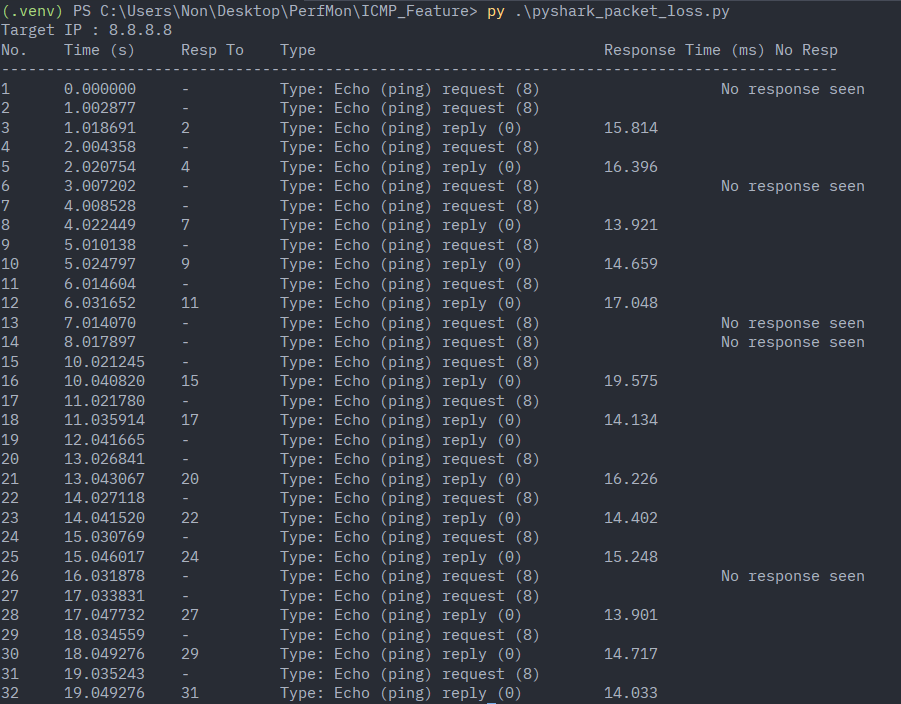 (.venv) PS C:\Users\Non\Desktop\PerfMon\ICMP_Feature> py .\pyshark_packet_loss.py
Target IP : 8.8.8.8
No.    Time (s)     Resp To    Type                                Response Time (ms) No Resp
---------------------------------------------------------------------------------------------
1      0.000000     -          Type: Echo (ping) request (8)                    No response seen
2      1.002877     -          Type: Echo (ping) request (8)
3      1.018691     2          Type: Echo (ping) reply (0)         15.814
4      2.004358     -          Type: Echo (ping) request (8)
5      2.020754     4          Type: Echo (ping) reply (0)         16.396
6      3.007202     -          Type: Echo (ping) request (8)                    No response seen
7      4.008528     -          Type: Echo (ping) request (8)
8      4.022449     7          Type: Echo (ping) reply (0)         13.921
9      5.010138     -          Type: Echo (ping) request (8)
10     5.024797     9          Type: Echo (ping) reply (0)         14.659
11     6.014604     -          Type: Echo (ping) request (8)
12     6.031652     11         Type: Echo (ping) reply (0)         17.048
13     7.014070     -          Type: Echo (ping) request (8)                    No response seen
14     8.017897     -          Type: Echo (ping) request (8)                    No response seen
15     10.021245    -          Type: Echo (ping) request (8)
16     10.040820    15         Type: Echo (ping) reply (0)         19.575
17     11.021780    -          Type: Echo (ping) request (8)
18     11.035914    17         Type: Echo (ping) reply (0)         14.134
19     12.041665    -          Type: Echo (ping) reply (0)
20     13.026841    -          Type: Echo (ping) request (8)
21     13.043067    20         Type: Echo (ping) reply (0)         16.226
22     14.027118    -          Type: Echo (ping) request (8)
23     14.041520    22         Type: Echo (ping) reply (0)         14.402
24     15.030769    -          Type: Echo (ping) request (8)
25     15.046017    24         Type: Echo (ping) reply (0)         15.248
26     16.031878    -          Type: Echo (ping) request (8)                    No response seen
27     17.033831    -          Type: Echo (ping) request (8)
28     17.047732    27         Type: Echo (ping) reply (0)         13.901
29     18.034559    -          Type: Echo (ping) request (8)
30     18.049276    29         Type: Echo (ping) reply (0)         14.717
31     19.035243    -          Type: Echo (ping) request (8)
32     19.049276    31         Type: Echo (ping) reply (0)         14.033